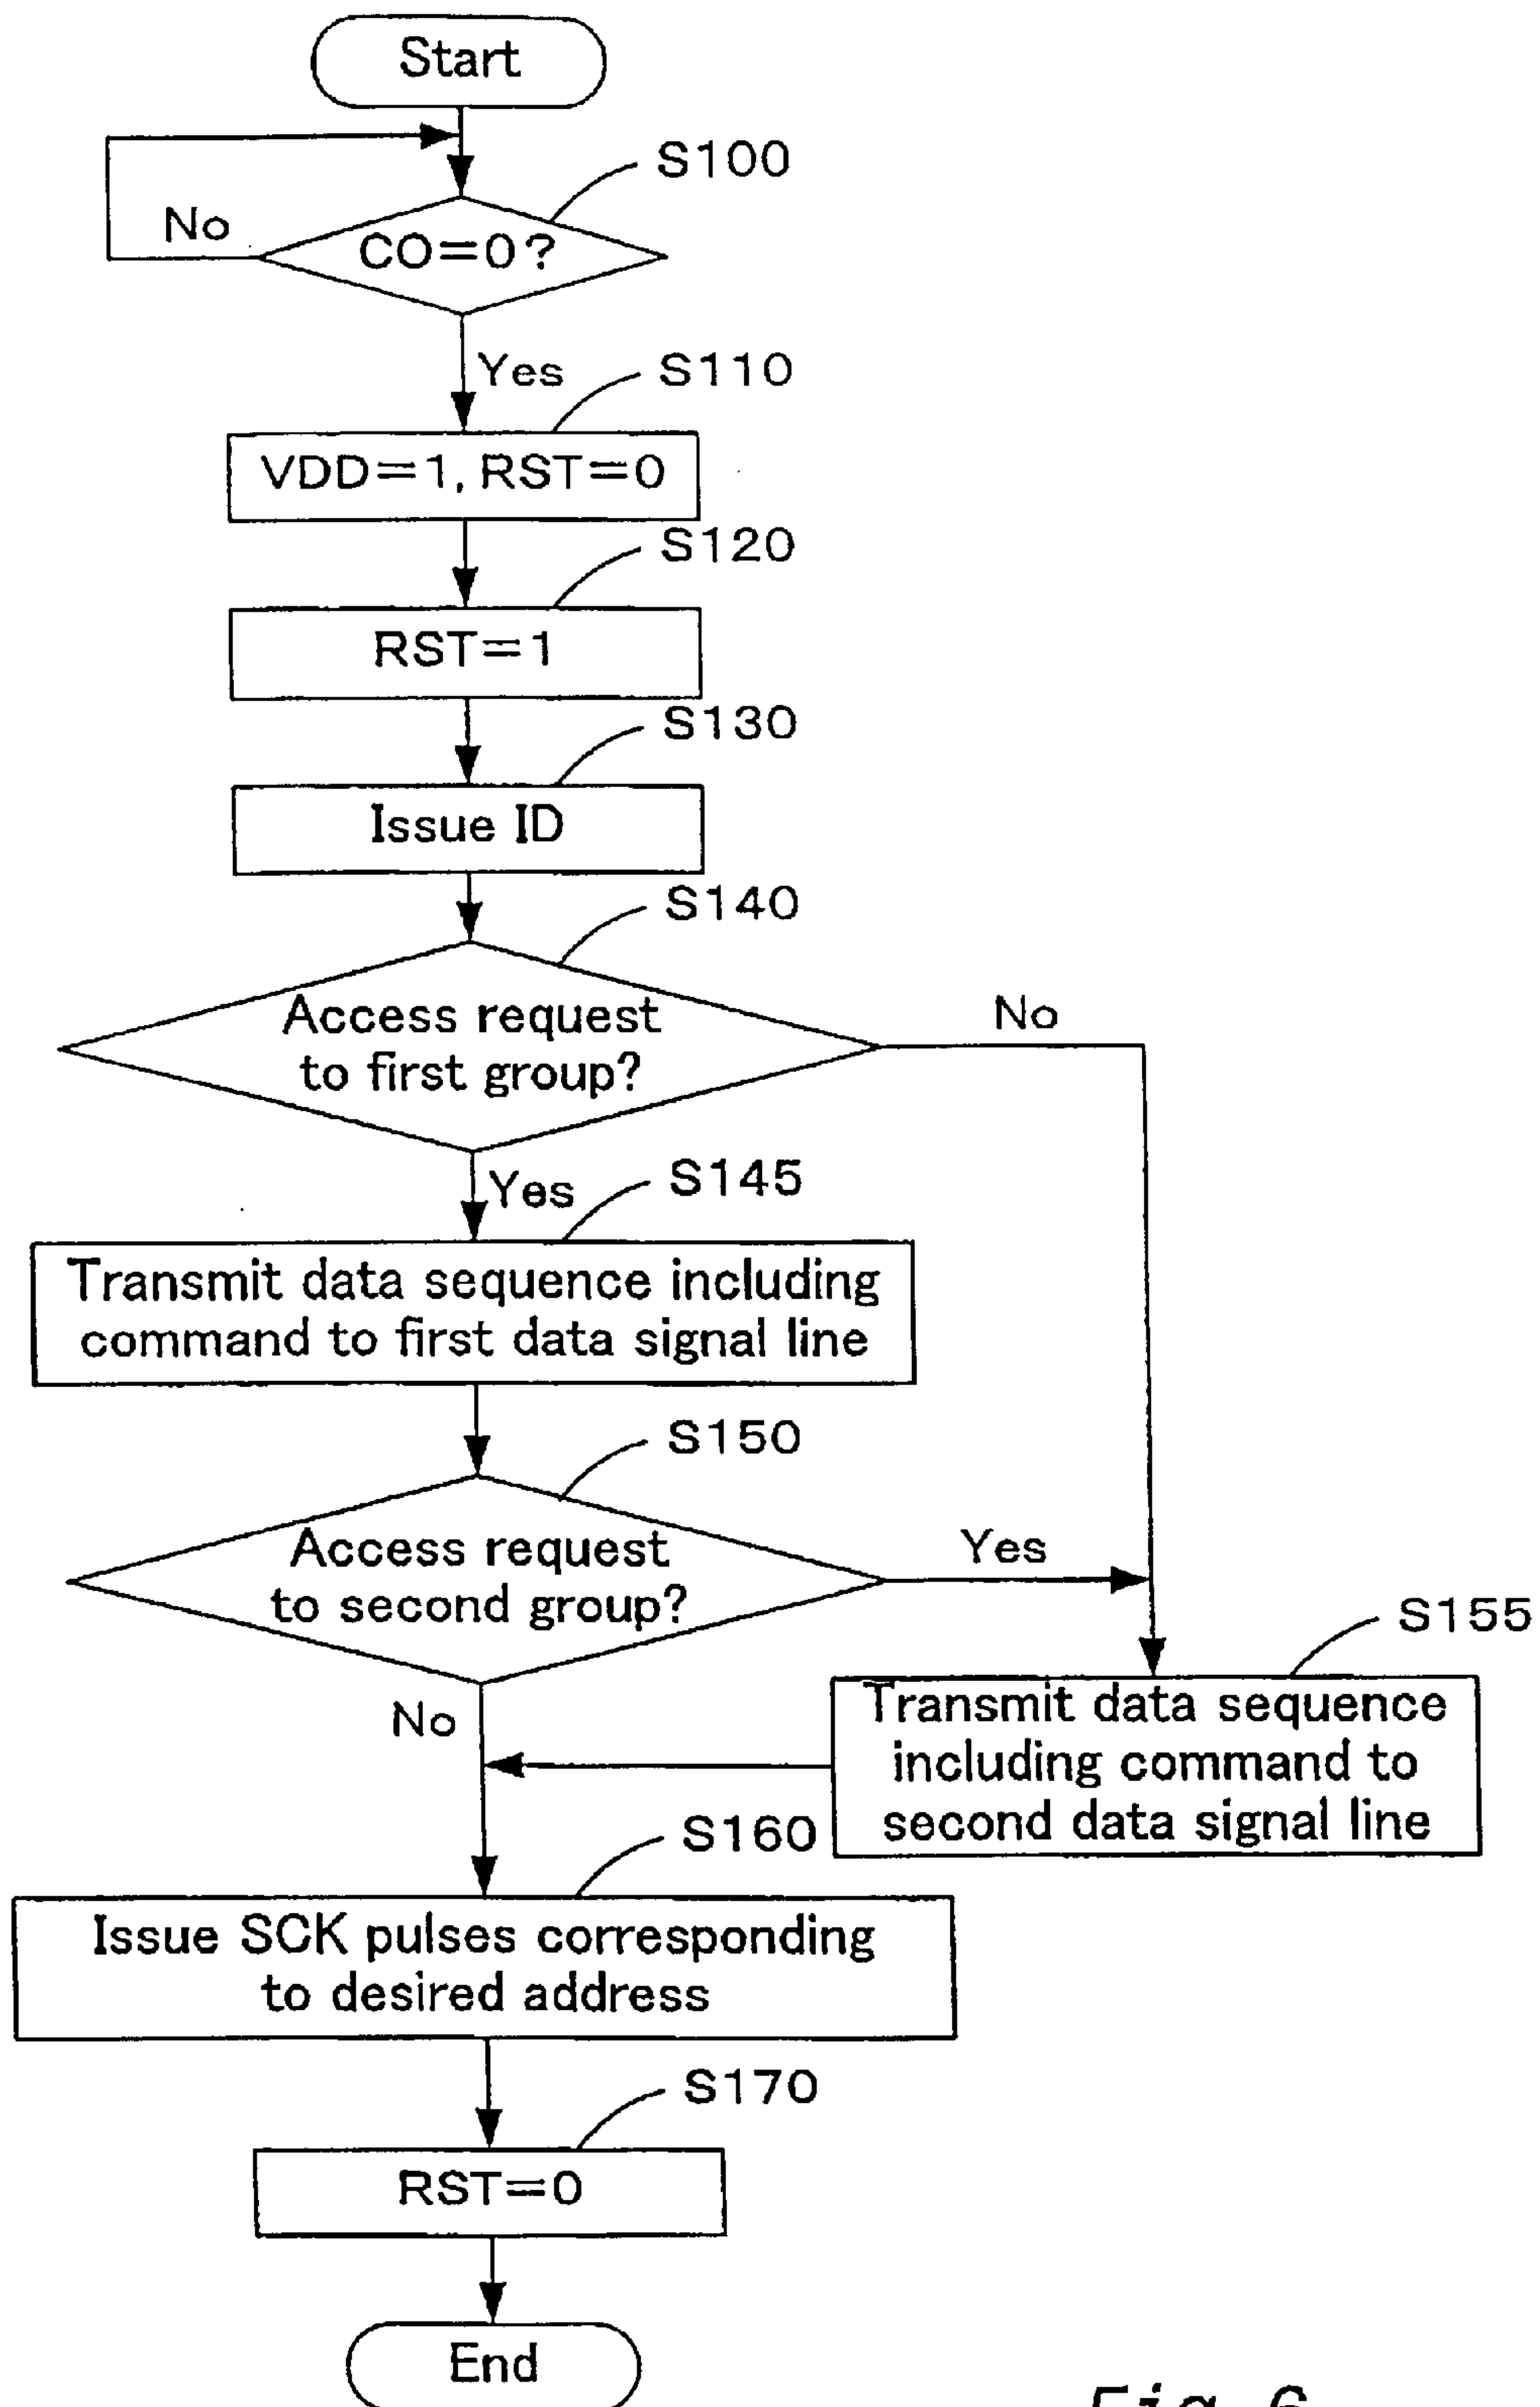 Start
S100
No
CO=0?
Yes
S110
VDD=1, RST=0
S120
RST=1
S130
Issue ID
S140
Access request
to first group?
No
Yes
S145
Transmit data sequence including
command to first data signal line
S150
Access request
to second group?
Yes
S155
No
Transmit data sequence
including command to
second data signal line
S160
Issue SCK pulses corresponding
to desired address
S170
RST=0
End
Fig. 6